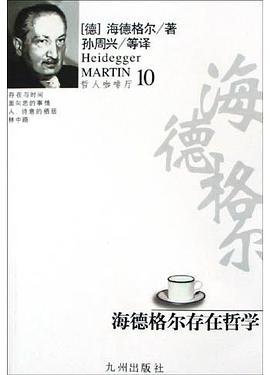 [德] 海德格尔/著
孙周兴/等译
Heidegger
MARTIN
哲人咖啡厅 10
存在与时间
面向思的事情
人,诗意的栖居
林中路
海德格尔
海德格尔存在哲学
九州出版社